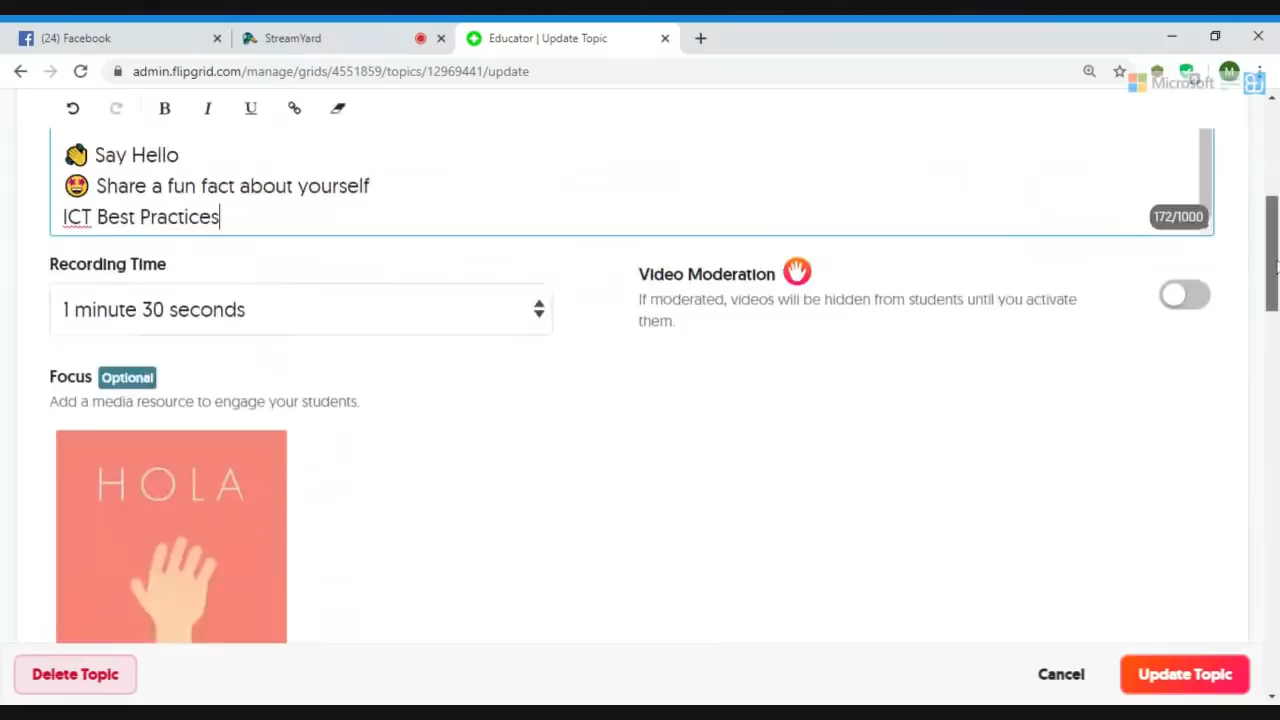 (24) Facebook
StreamYard
Educator | Update Topic
admin.flipgrid.com/manage/grids/4551859/topics/12969441/update
M
Microsoft
B I U
Say Hello
Share a fun fact about yourself
ICT Best Practices
172/1000
Recording Time
1 minute 30 seconds
Video Moderation
If moderated, videos will be hidden from students until you activate
them.
Focus Optional
Add a media resource to engage your students.
HOLA
Delete Topic
Cancel
Update Topic